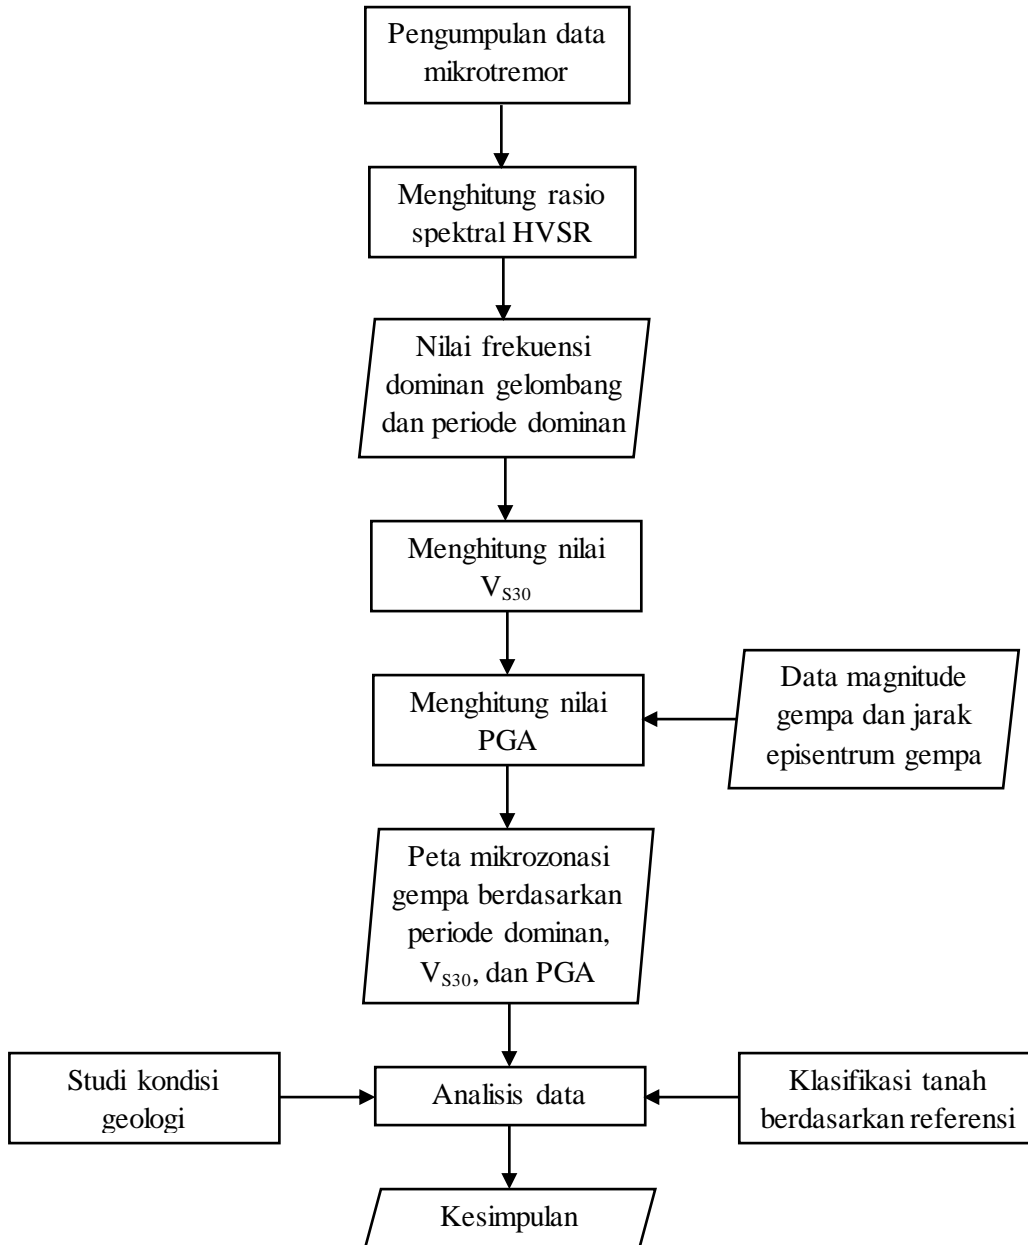 Pengumpulan data
mikrotremor
Menghitung rasio
spektral HVSR
Nilai frekuensi
dominan gelombang
dan periode dominan
Menghitung nilai
V_S30
Menghitung nilai
PGA
Data magnitude
gempa dan jarak
episentrum gempa
Peta mikrozonasi
gempa berdasarkan
periode dominan,
V_S30, dan PGA
Studi kondisi
geologi
Analisis data
Klasifikasi tanah
berdasarkan referensi
Kesimpulan